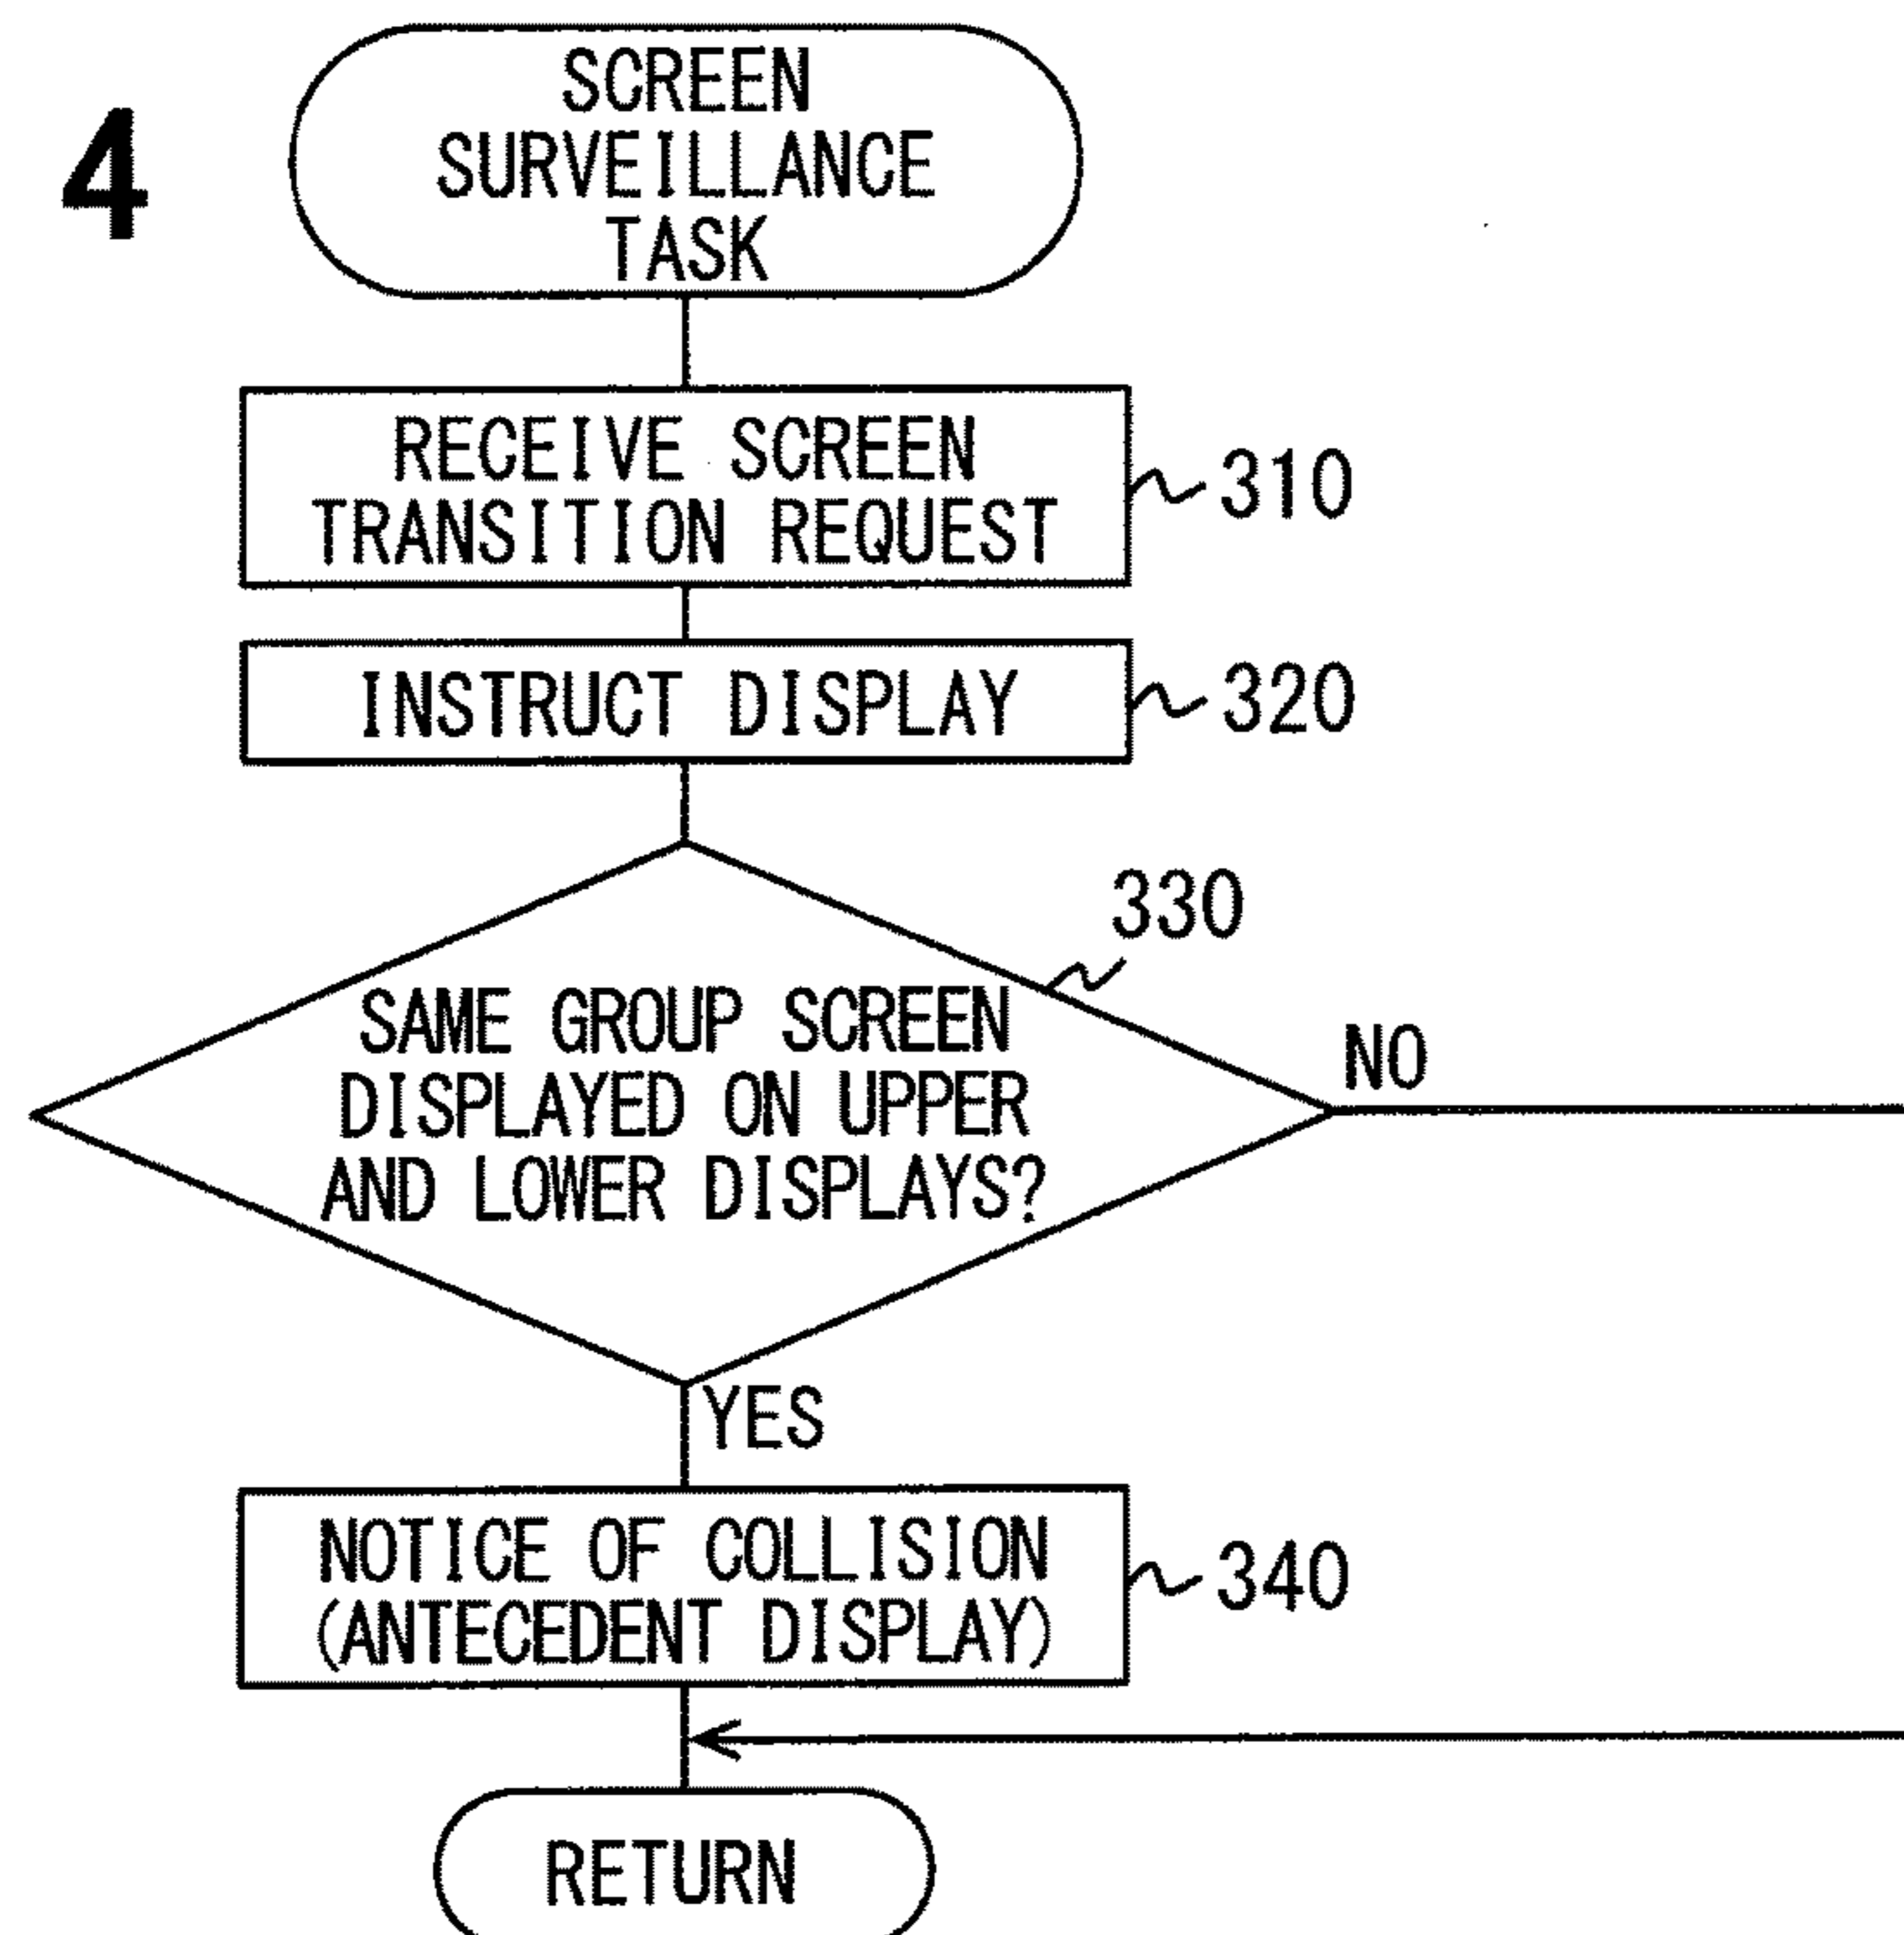 4
SCREEN
SURVEILLANCE
TASK
RECEIVE SCREEN
TRANSITION REQUEST
310
INSTRUCT DISPLAY
320
330
SAME GROUP SCREEN
DISPLAYED ON UPPER
AND LOWER DISPLAYS?
NO
YES
NOTICE OF COLLISION
(ANTECEDENT DISPLAY)
340
RETURN